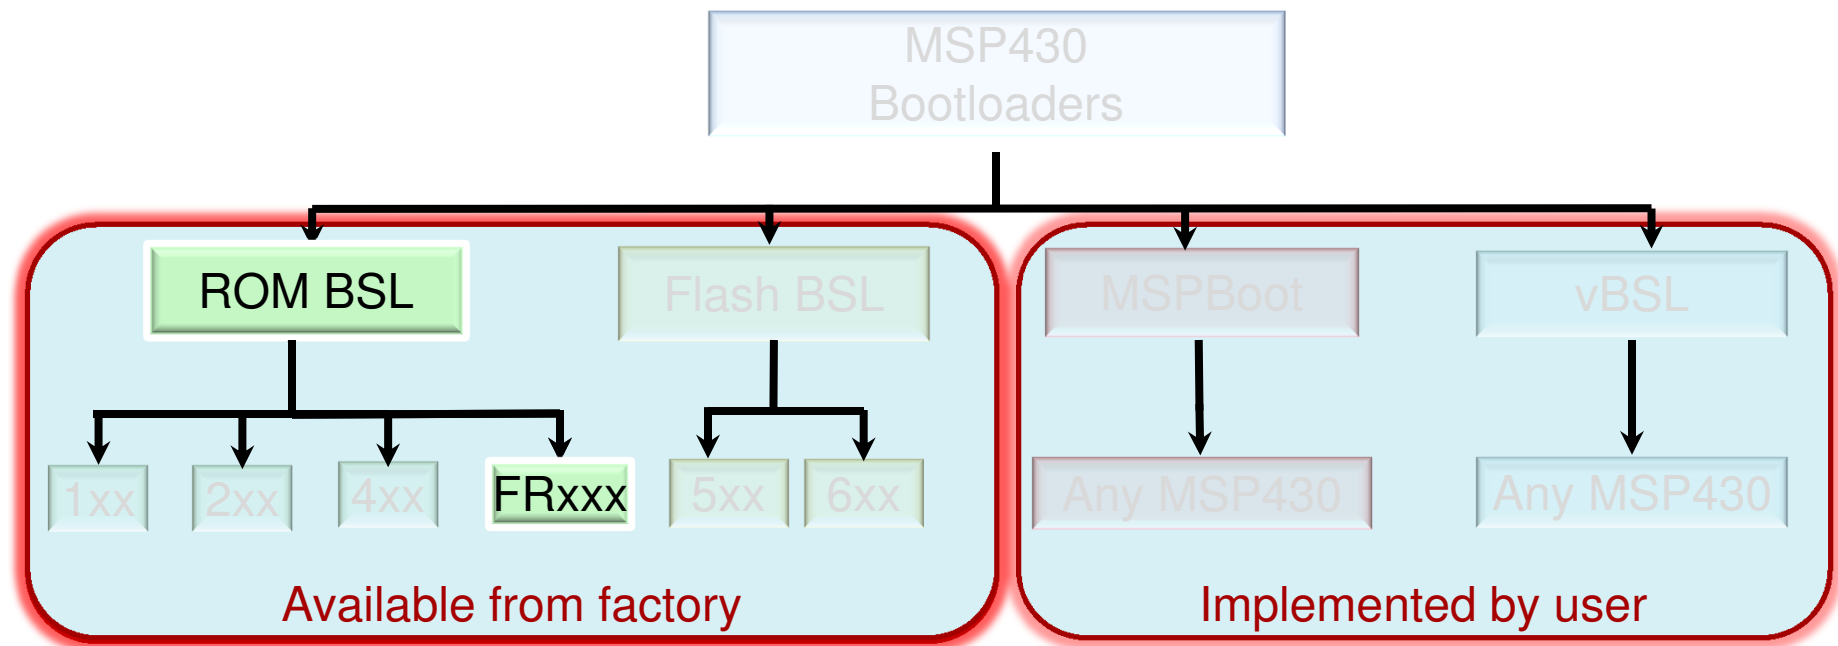 MSP430
Bootloaders
ROM BSL
Flash BSL
MSPBoot
vBSL
1xx
2xx
4xx
FRxxx
5xx
6xx
Any MSP430
Any MSP430
Available from factory
Implemented by user